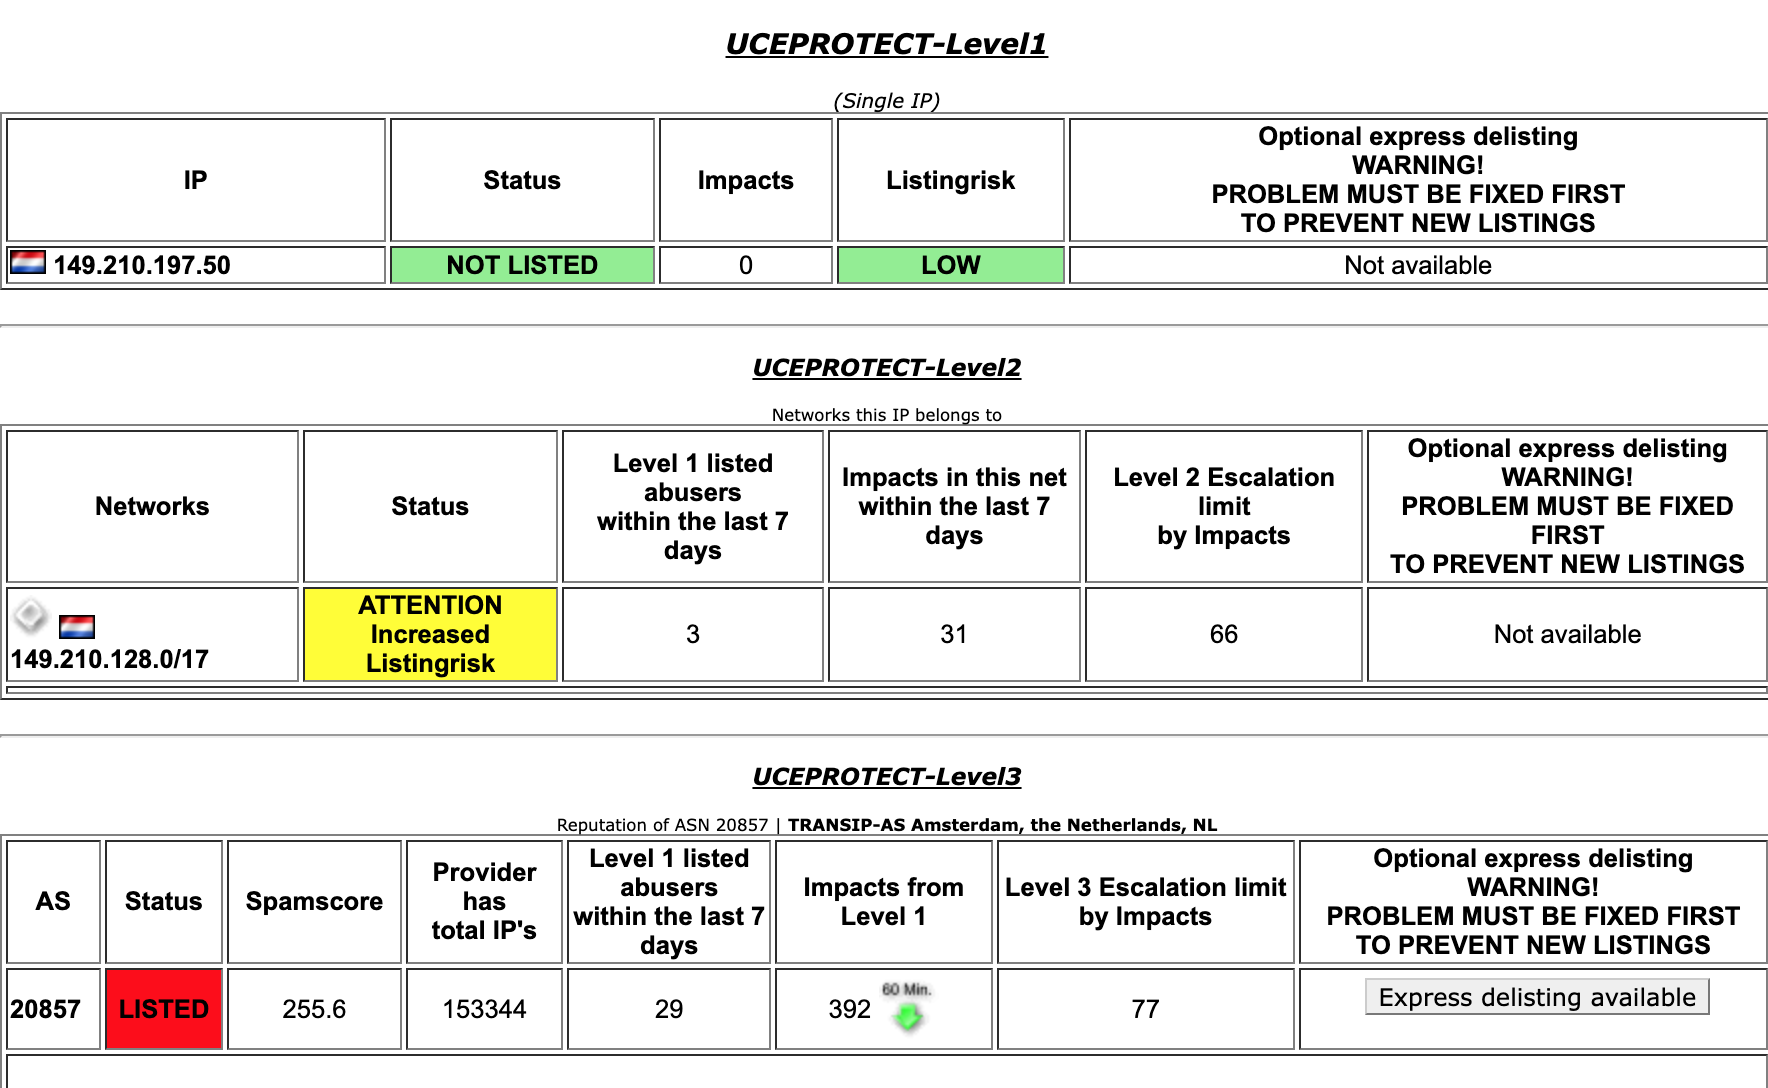 UCEPROTECT-Level1
(Single IP)
IP
Status
Impacts
Listingrisk
Optional express delisting
WARNING!
PROBLEM MUST BE FIXED FIRST
TO PREVENT NEW LISTINGS
149.210.197.50
NOT LISTED
0
LOW
Not available
UCEPROTECT-Level2
Networks this IP belongs to
Networks
Status
Level 1 listed
abusers
within the last 7
days
Impacts in this net
within the last 7
days
Level 2 Escalation
limit
by Impacts
Optional express delisting
WARNING!
PROBLEM MUST BE FIXED
FIRST
TO PREVENT NEW LISTINGS
149.210.128.0/17
ATTENTION
Increased
Listingrisk
3
31
66
Not available
UCEPROTECT-Level3
Reputation of ASN 20857 | TRANSIP-AS Amsterdam, the Netherlands, NL
AS
Status
Spamscore
Provider
has
total IP's
Level 1 listed
abusers
within the last 7
days
Impacts from
Level 1
Level 3 Escalation limit
by Impacts
Optional express delisting
WARNING!
PROBLEM MUST BE FIXED FIRST
TO PREVENT NEW LISTINGS
20857
LISTED
255.6
153344
29
392
60 Min.
77
Express delisting available